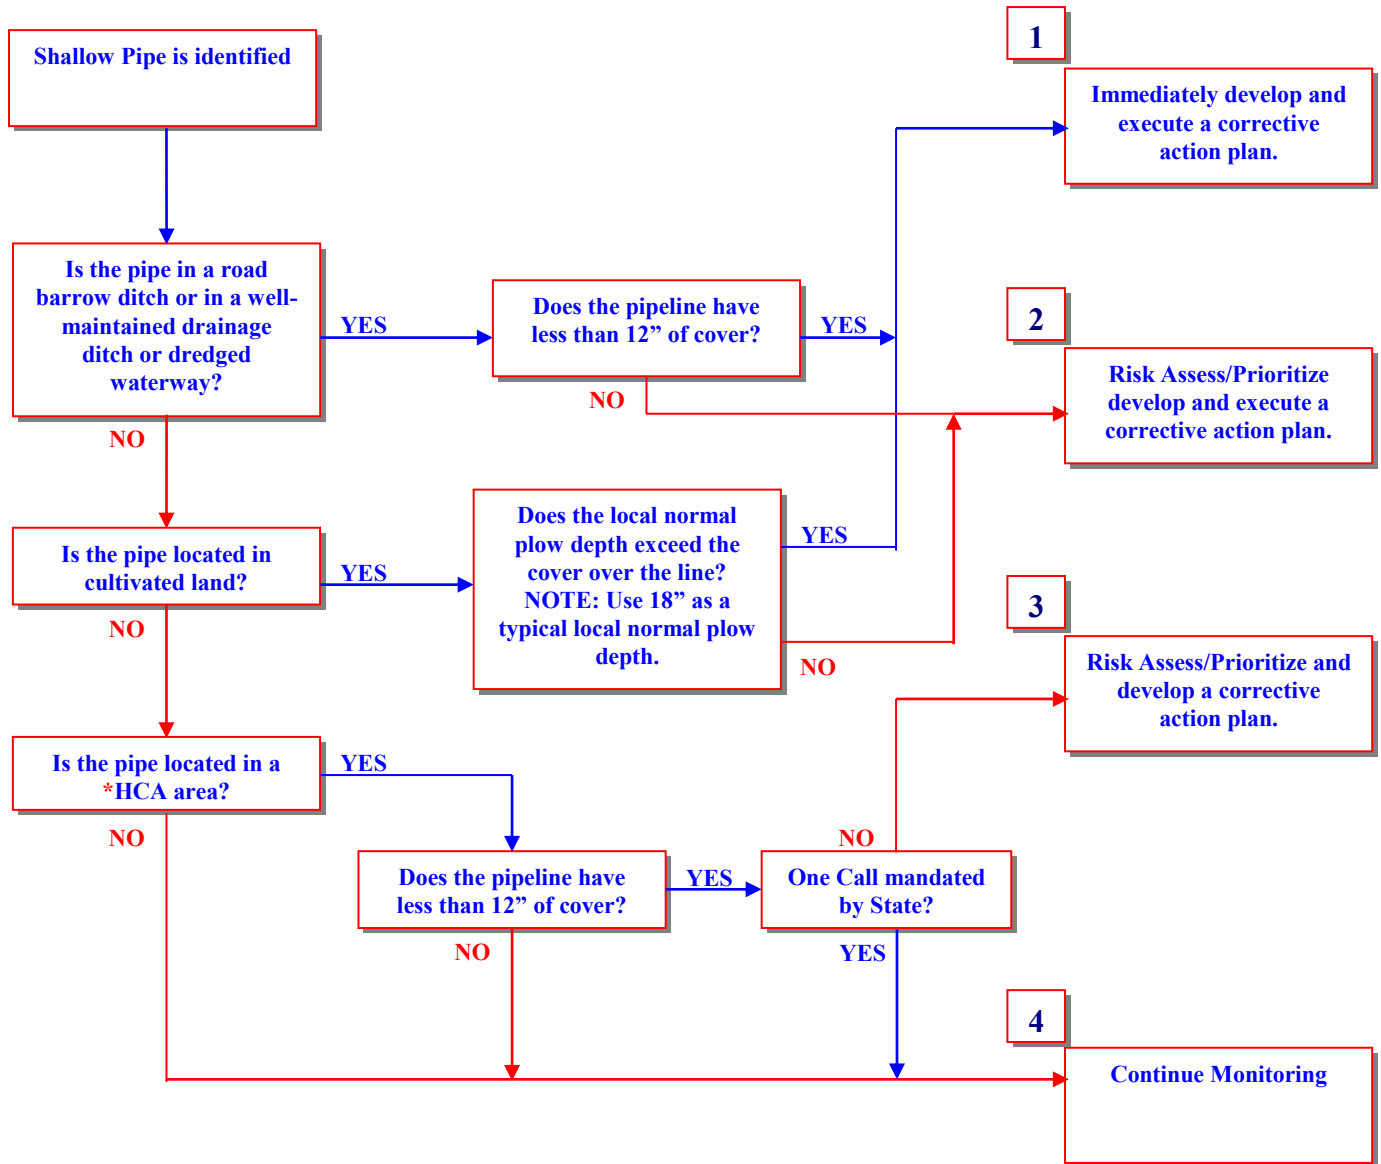 Shallow Pipe is identified
1
Immediately develop and
execute a corrective
action plan.
Is the pipe in a road
barrow ditch or in a well-
maintained drainage
ditch or dredged
waterway?
YES
Does the pipeline have
less than 12” of cover?
YES
NO
2
Risk Assess/Prioritize
develop and execute a
corrective action plan.
NO
Is the pipe located in
cultivated land?
YES
Does the local normal
plow depth exceed the
cover over the line?
NOTE: Use 18” as a
typical local normal plow
depth.
YES
NO
3
Risk Assess/Prioritize and
develop a corrective
action plan.
NO
Is the pipe located in a
*HCA area?
YES
NO
Does the pipeline have
less than 12” of cover?
YES
NO
One Call mandated
by State?
NO
YES
4
Continue Monitoring